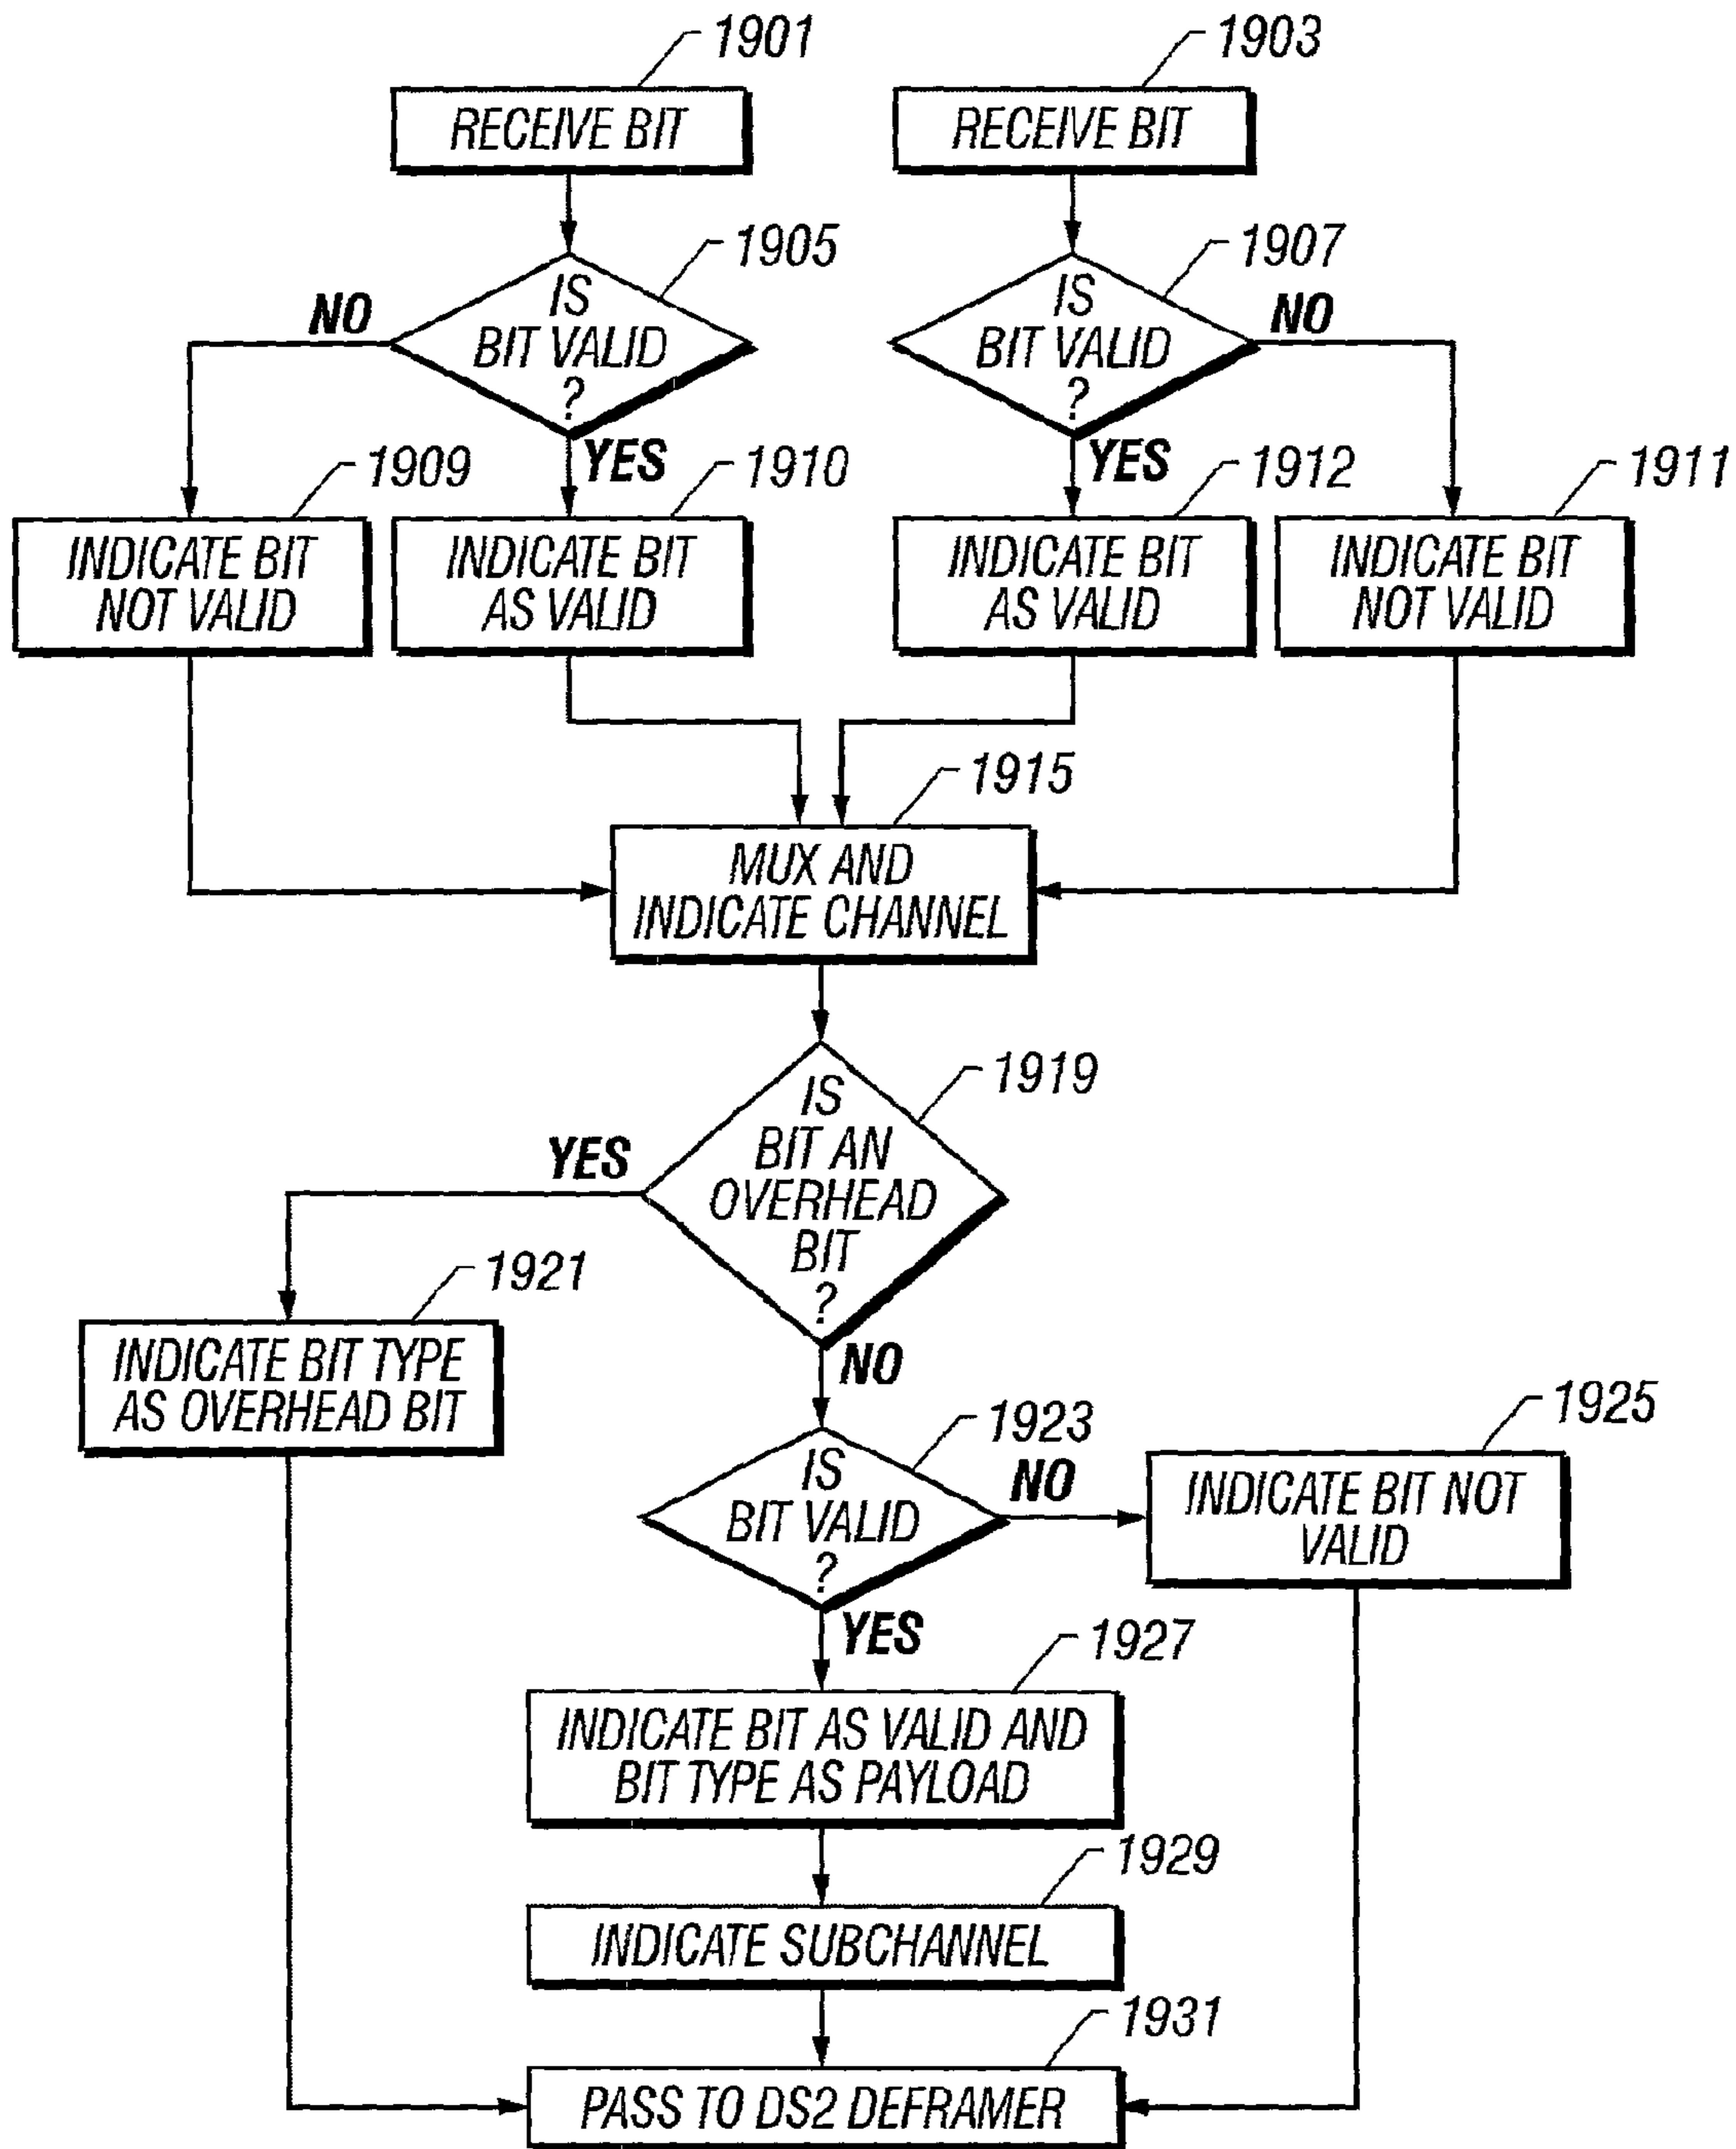 1901
1903
RECEIVE BIT
RECEIVE BIT
1905
1907
IS
BIT VALID
?
IS
BIT VALID
?
NO
NO
YES
YES
1909
1910
1912
1911
INDICATE BIT
NOT VALID
INDICATE BIT
AS VALID
INDICATE BIT
AS VALID
INDICATE BIT
NOT VALID
1915
MUX AND
INDICATE CHANNEL
1919
IS
BIT AN
OVERHEAD
BIT
?
YES
NO
1921
INDICATE BIT TYPE
AS OVERHEAD BIT
1923
IS
BIT VALID
?
NO
YES
1925
INDICATE BIT NOT
VALID
1927
INDICATE BIT AS VALID AND
BIT TYPE AS PAYLOAD
1929
INDICATE SUBCHANNEL
1931
PASS TO DS2 DEFRAMER